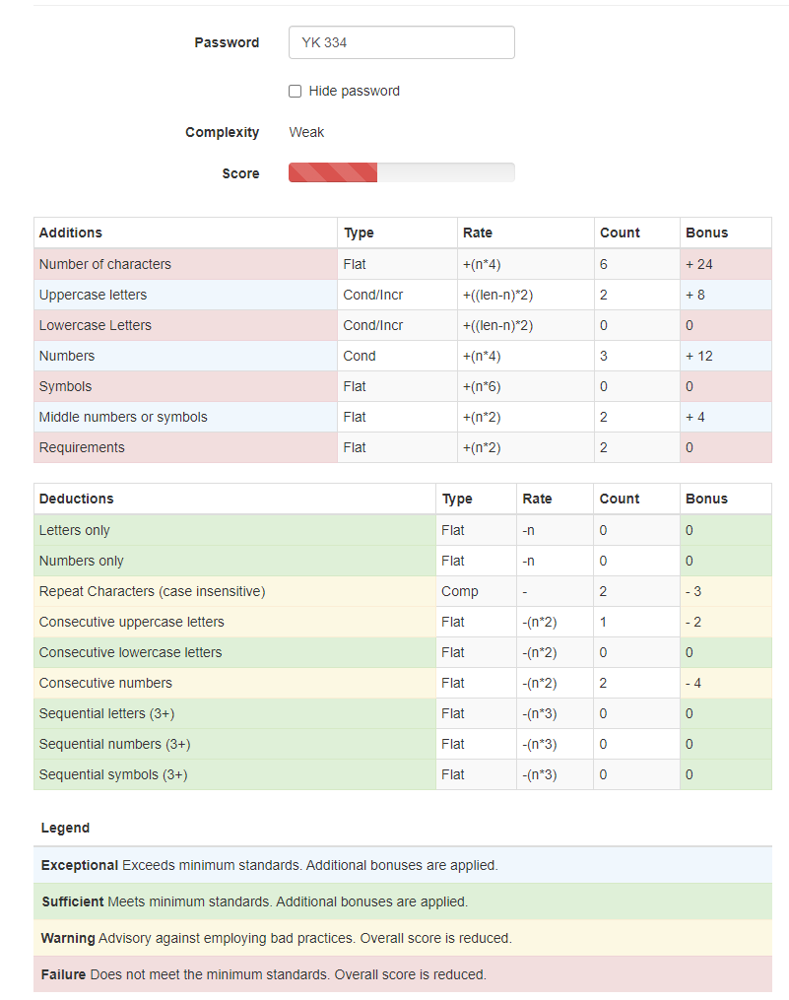 Password YK 334
Hide password
Complexity Weak
Score
Additions Type Rate Count Bonus
Number of characters Flat +(n*4) 6 + 24
Uppercase letters Cond/Incr +((len-n)*2) 2 + 8
Lowercase Letters Cond/Incr +((len-n)*2) 0 0
Numbers Cond +(n*4) 3 + 12
Symbols Flat +(n*6) 0 0
Middle numbers or symbols Flat +(n*2) 2 + 4
Requirements Flat +(n*2) 2 0
Deductions Type Rate Count Bonus
Letters only Flat -n 0 0
Numbers only Flat -n 0 0
Repeat Characters (case insensitive) Comp - 2 - 3
Consecutive uppercase letters Flat -(n*2) 1 - 2
Consecutive lowercase letters Flat -(n*2) 0 0
Consecutive numbers Flat -(n*2) 2 - 4
Sequential letters (3+) Flat -(n*3) 0 0
Sequential numbers (3+) Flat -(n*3) 0 0
Sequential symbols (3+) Flat -(n*3) 0 0
Legend
Exceptional Exceeds minimum standards. Additional bonuses are applied.
Sufficient Meets minimum standards. Additional bonuses are applied.
Warning Advisory against employing bad practices. Overall score is reduced.
Failure Does not meet the minimum standards. Overall score is reduced.